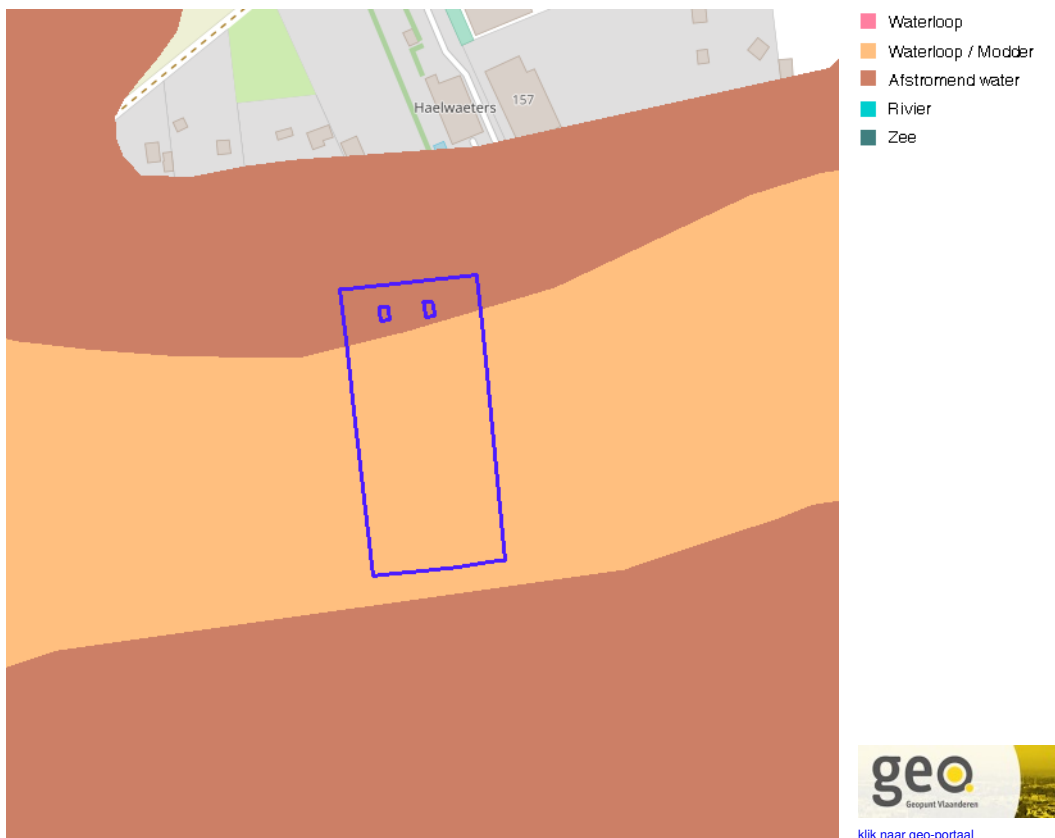 Waterloop
Waterloop / Modder
Afstromend water
Rivier
Zee
Haelwaeters
157
geo
Geopunt Vlaanderen
klik naar geo-portaal